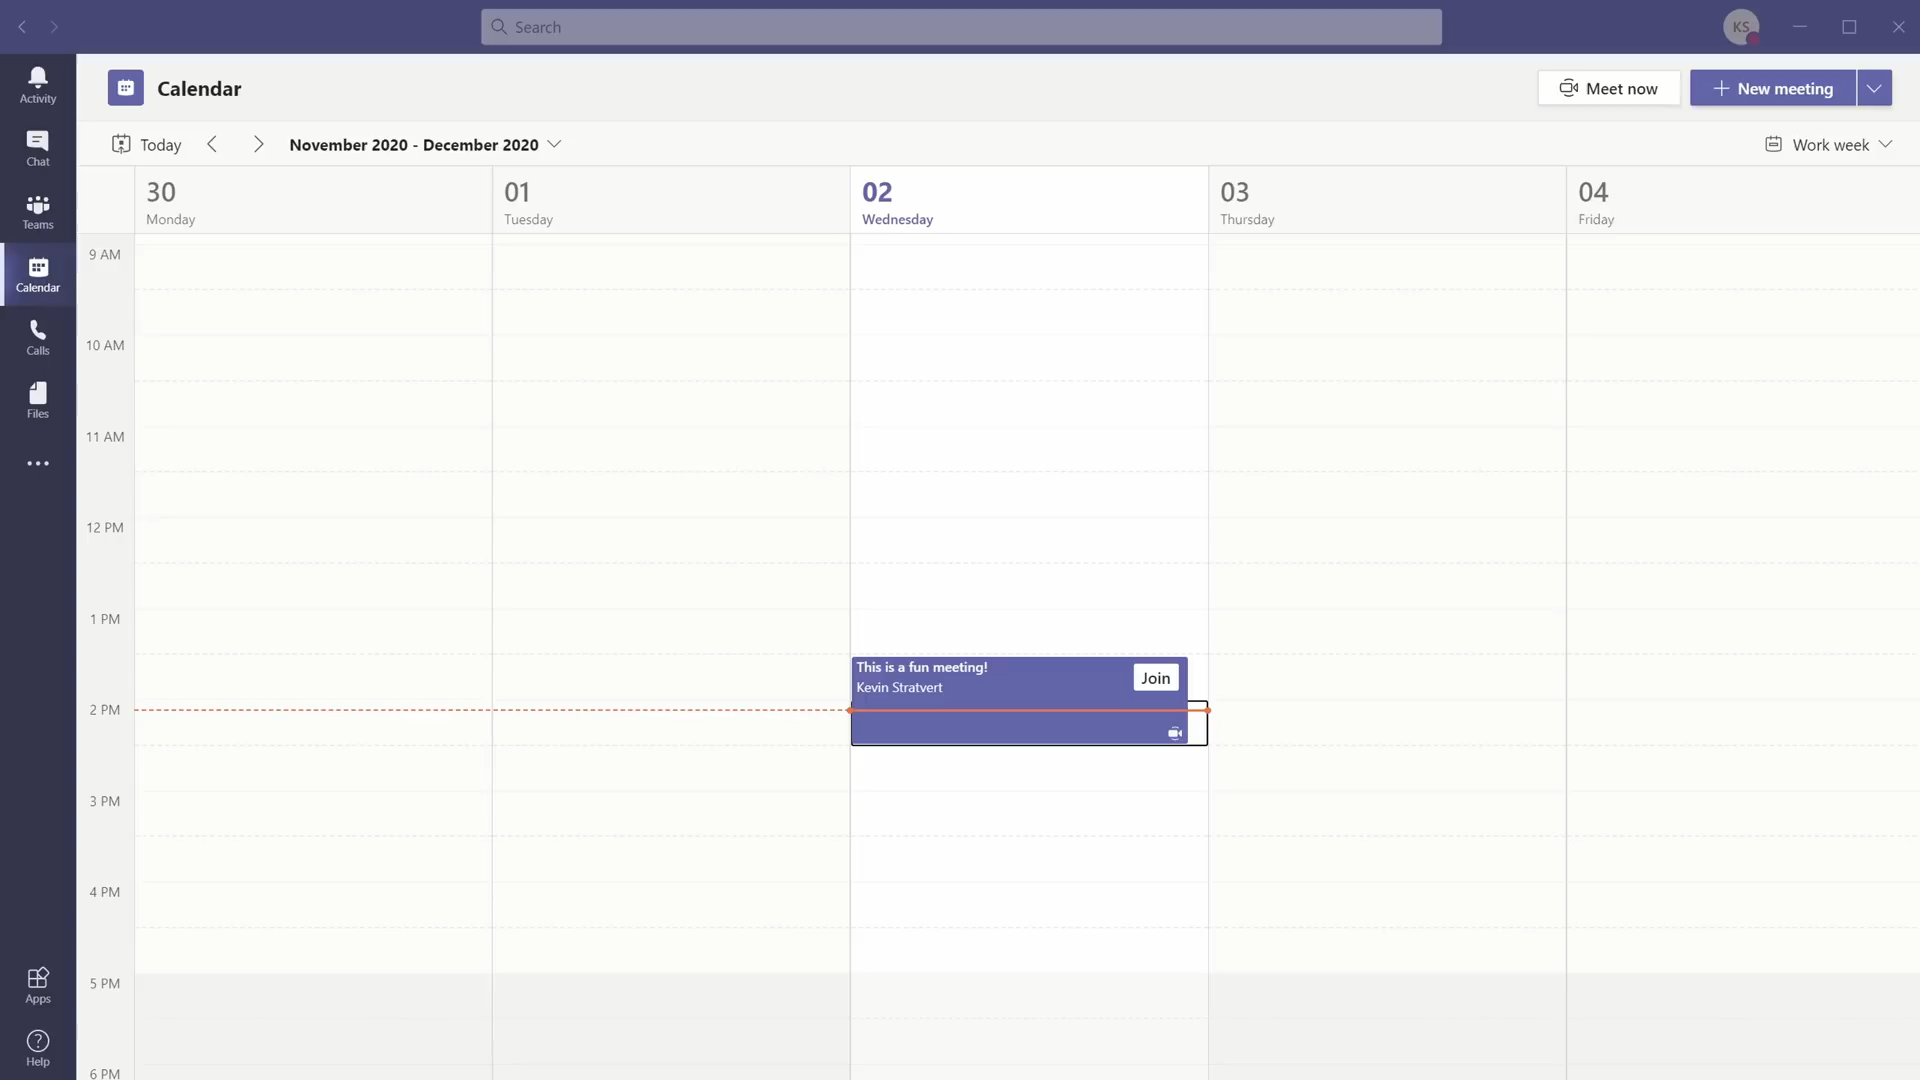 Search
KS
Activity
Chat
Teams
Calendar
Calls
Files
Apps
Help
Calendar
Meet now
New meeting
Today
November 2020 - December 2020
Work week
30
Monday
01
Tuesday
02
Wednesday
03
Thursday
04
Friday
9 AM
10 AM
11 AM
12 PM
1 PM
2 PM
3 PM
4 PM
5 PM
6 PM
This is a fun meeting!
Kevin Stratvert
Join